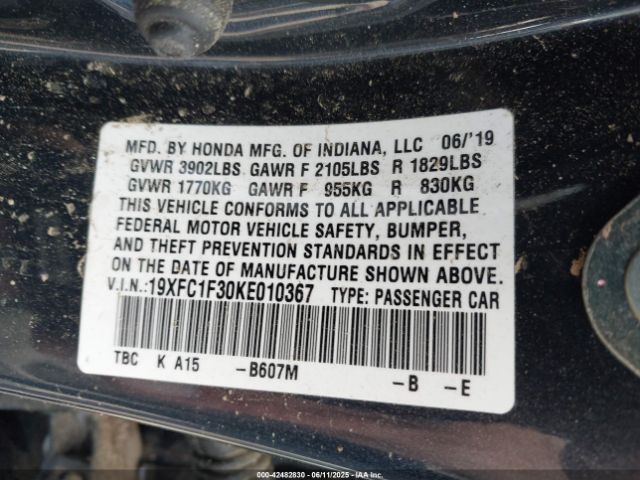 MFD. BY HONDA MFG. OF INDIANA, LLC 06/'19
GVWR 3902LBS GAWR F 2105LBS R 1829LBS
GVWR 1770KG GAWR F 955KG R 830KG
THIS VEHICLE CONFORMS TO ALL APPLICABLE
FEDERAL MOTOR VEHICLE SAFETY, BUMPER,
AND THEFT PREVENTION STANDARDS IN EFFECT
ON THE DATE OF MANUFACTURE SHOWN ABOVE.
V.I.N.:19XFC1F30KE010367 TYPE: PASSENGER CAR
TBC K A15 -B607M -B -E
000-42482830 - 06/11/2025 - IAAI.COM